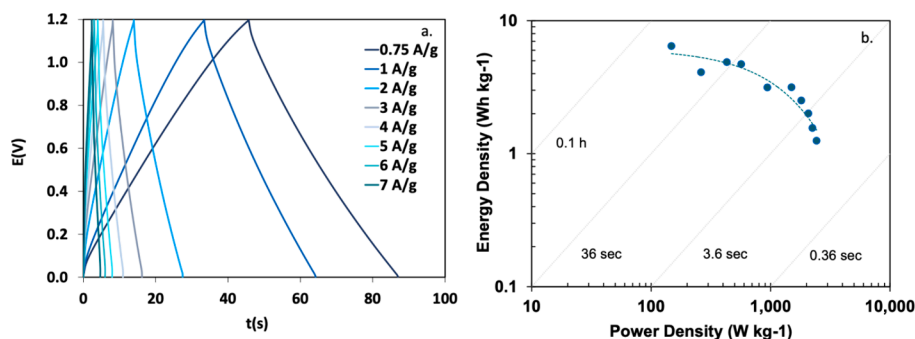 a.
1.2
1.0
0.8
0.6
0.4
0.2
0.0
E(V)
0 20 40 60 80 100
t(s)
0.75 A/g
1 A/g
2 A/g
3 A/g
4 A/g
5 A/g
6 A/g
7 A/g
b.
10
1
0.1
Energy Density (Wh kg-1)
0.1 h
36 sec 3.6 sec 0.36 sec
10 100 1,000 10,000
Power Density (W kg-1)